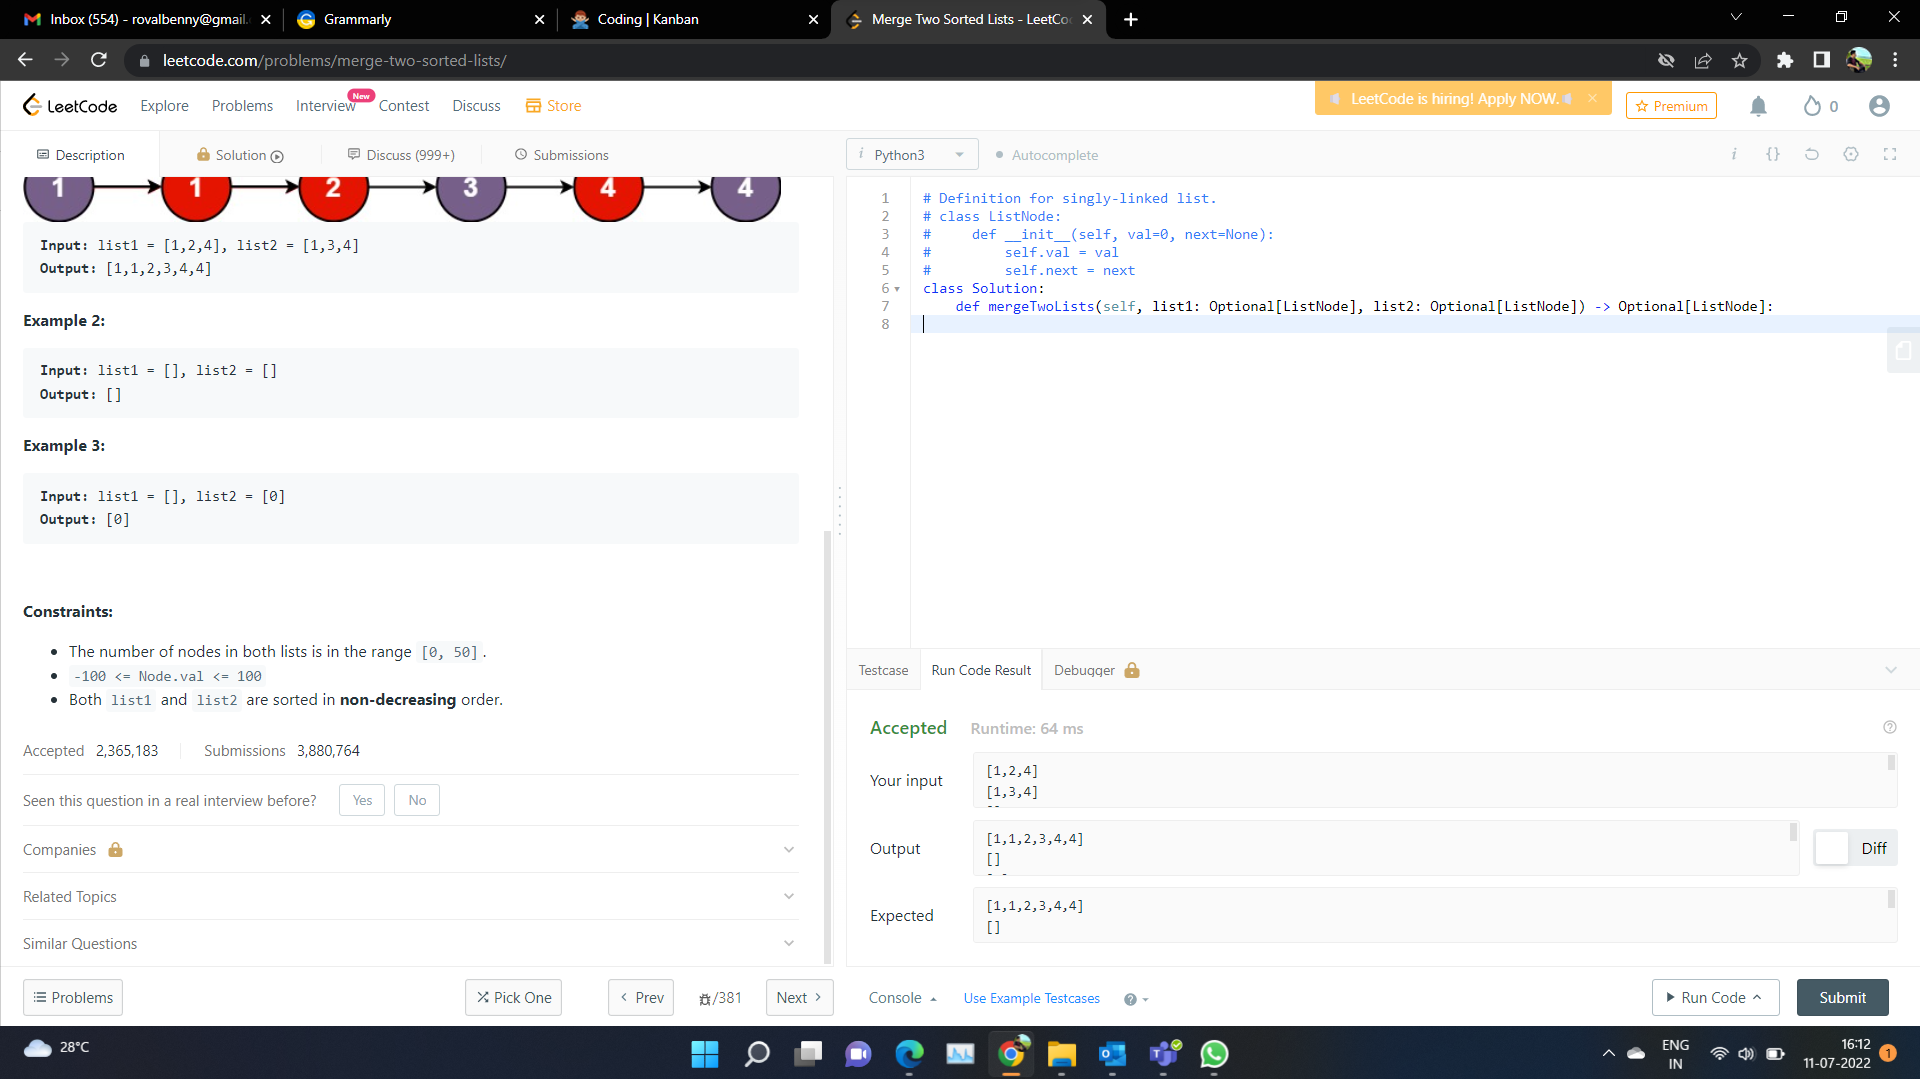 Inbox (554) - rovalbenny@gmail.
Grammarly
Coding | Kanban
Merge Two Sorted Lists - LeetCo
leetcode.com/problems/merge-two-sorted-lists/
LeetCode
Explore
Problems
Interview
New
Contest
Discuss
Store
LeetCode is hiring! Apply NOW.
Premium
0
Description
Solution
Discuss (999+)
Submissions
Python3
Autocomplete
i
{}
1 1 2 3 4 4
Input: list1 = [1,2,4], list2 = [1,3,4]
Output: [1,1,2,3,4,4]
Example 2:
Input: list1 = [], list2 = []
Output: []
Example 3:
Input: list1 = [], list2 = [0]
Output: [0]
Constraints:
• The number of nodes in both lists is in the range [0, 50].
• -100 <= Node.val <= 100
• Both list1 and list2 are sorted in non-decreasing order.
Accepted 2,365,183 Submissions 3,880,764
Seen this question in a real interview before? Yes No
Companies
Related Topics
Similar Questions
Problems
Pick One
Prev
/381
Next
1 # Definition for singly-linked list.
2 # class ListNode:
3 #     def __init__(self, val=0, next=None):
4 #         self.val = val
5 #         self.next = next
6 class Solution:
7     def mergeTwoLists(self, list1: Optional[ListNode], list2: Optional[ListNode]) -> Optional[ListNode]:
8
Testcase
Run Code Result
Debugger
Accepted Runtime: 64 ms
Your input
[1,2,4]
[1,3,4]
Output
[1,1,2,3,4,4]
[]
Diff
Expected
[1,1,2,3,4,4]
[]
Console
Use Example Testcases
Run Code
Submit
28°C
ENG
IN
16:12
11-07-2022
1